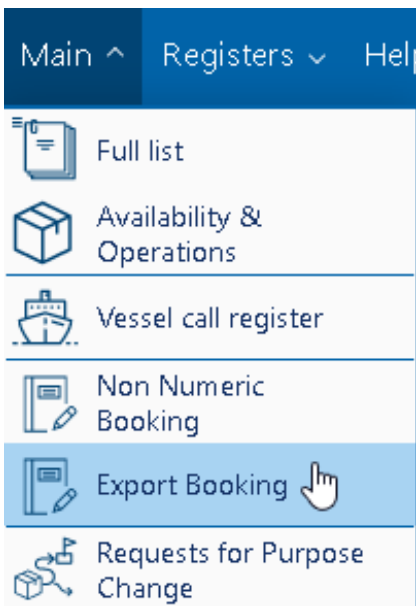 Main Registers
Full list
Availability &
Operations
Vessel call register
Non Numeric
Booking
Export Booking
Requests for Purpose
Change